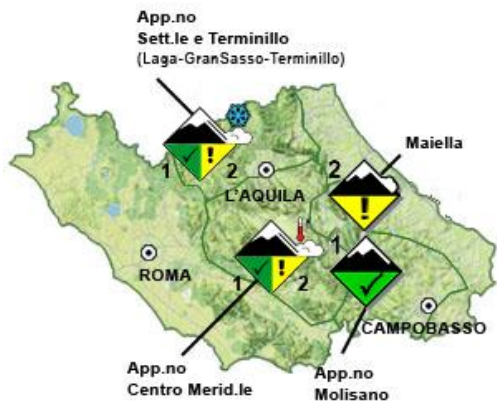 App.no
Sett.le e Terminillo
(Laga-GranSasso-Terminillo)
Maiella
1 ! 2
2
!
L'AQUILA
ROMA
1 ! 2
1
CAMPOBASSO
App.no
Centro Merid.le
App.no
Molisano